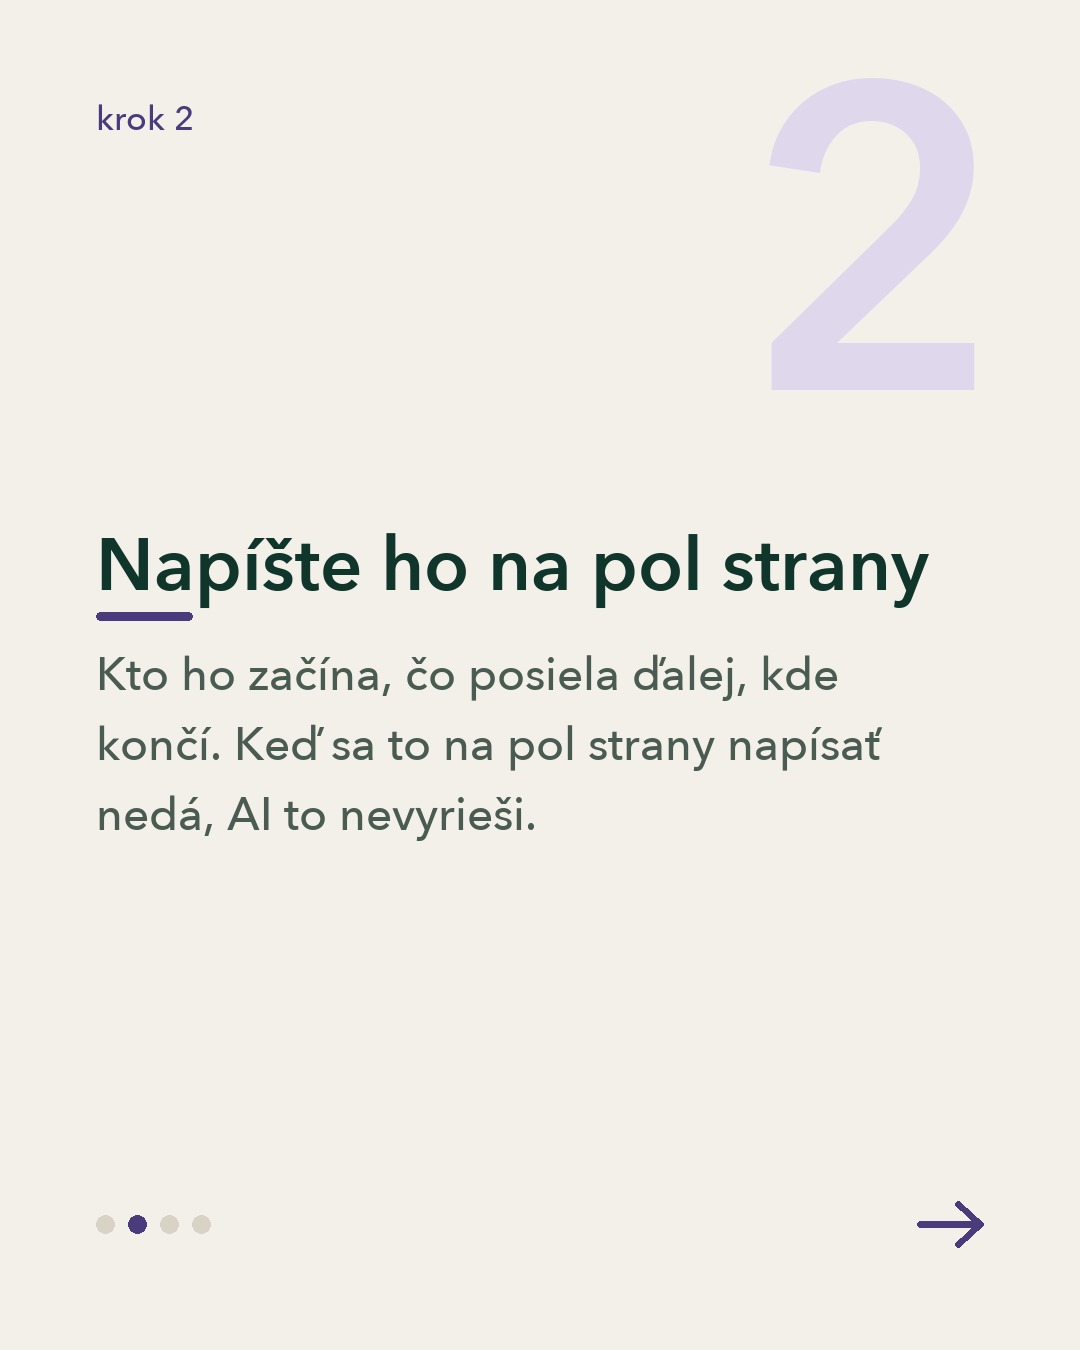 krok 2
2
Napíšte ho na pol strany
Kto ho začína, čo posiela ďalej, kde
končí. Keď sa to na pol strany napísať
nedá, AI to nevyrieši.